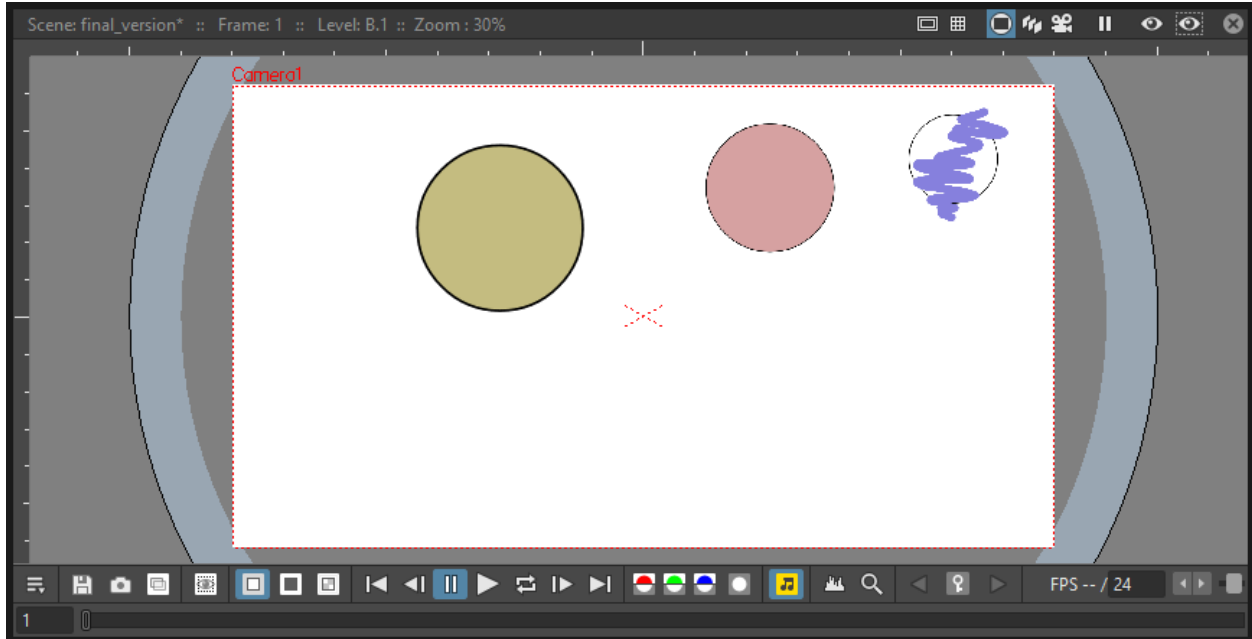 Scene: final_version* :: Frame: 1 :: Level: B.1 :: Zoom : 30%
Camera1
FPS -- / 24
1